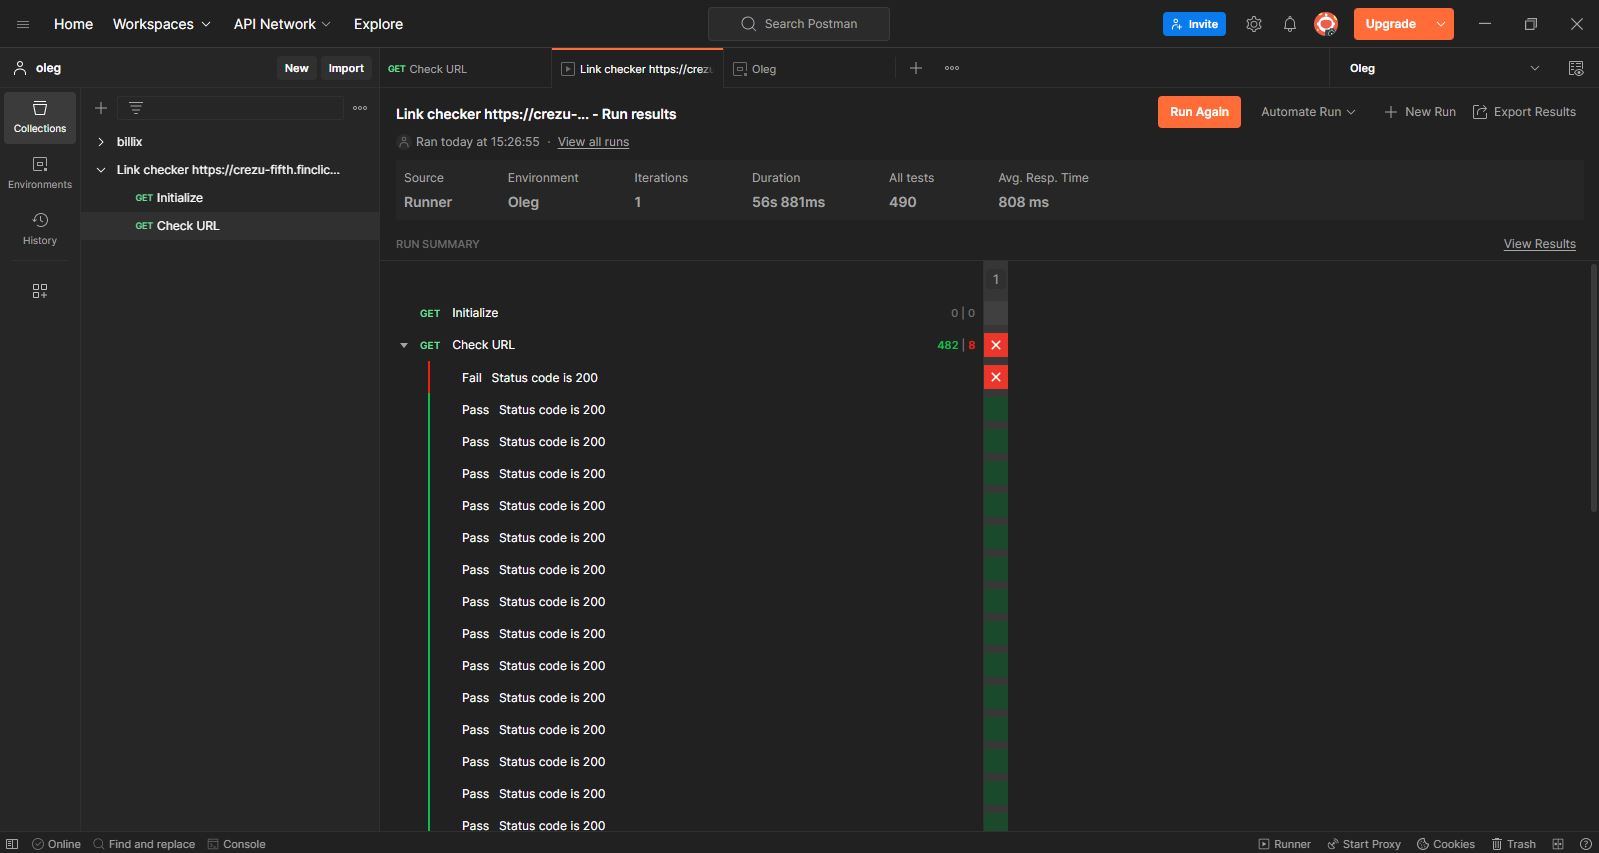 Home Workspaces API Network Explore Search Postman Invite Upgrade
oleg New Import GET Check URL Link checker https://crezu Oleg Oleg
Collections
Environments
History
billix
Link checker https://crezu-fifth.finclic...
GET Initialize
GET Check URL
Link checker https://crezu-... - Run results Run Again Automate Run New Run Export Results
Ran today at 15:26:55 · View all runs
Source Environment Iterations Duration All tests Avg. Resp. Time
Runner Oleg 1 56s 881ms 490 808 ms
RUN SUMMARY View Results
1
GET Initialize 0 | 0
GET Check URL 482 | 8
Fail Status code is 200
Pass Status code is 200
Pass Status code is 200
Pass Status code is 200
Pass Status code is 200
Pass Status code is 200
Pass Status code is 200
Pass Status code is 200
Pass Status code is 200
Pass Status code is 200
Pass Status code is 200
Pass Status code is 200
Pass Status code is 200
Pass Status code is 200
Pass Status code is 200
Online Find and replace Console Runner Start Proxy Cookies Trash